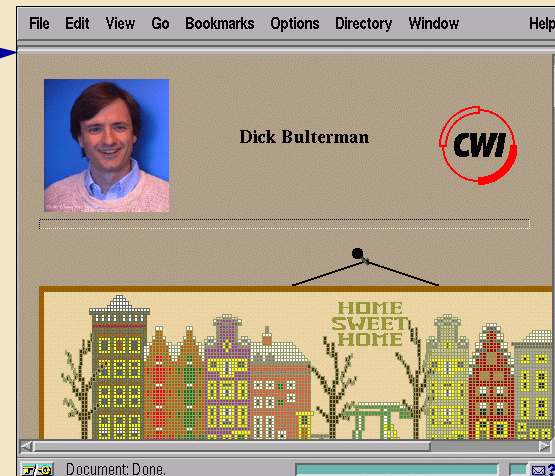 File Edit View Go Bookmarks Options Directory Window Help
Dick Bulterman
CWI
HOME
SWEET
HOME
Document: Done.